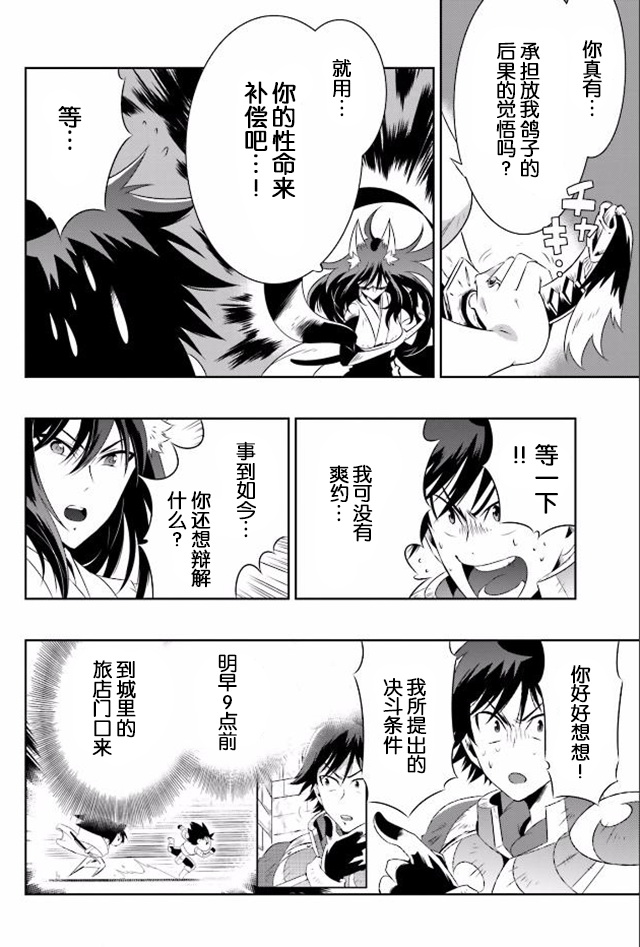 你真有…
承担放我鸽子的
后果的觉悟吗?
就用…
你的性命来
补偿吧…!
等…
等一下
!!
我可没有
爽约…
事到如今…
你还想辩解
什么?
你好好想想!
我所提出的
决斗条件
明早9点前
到城里的
旅店门口来